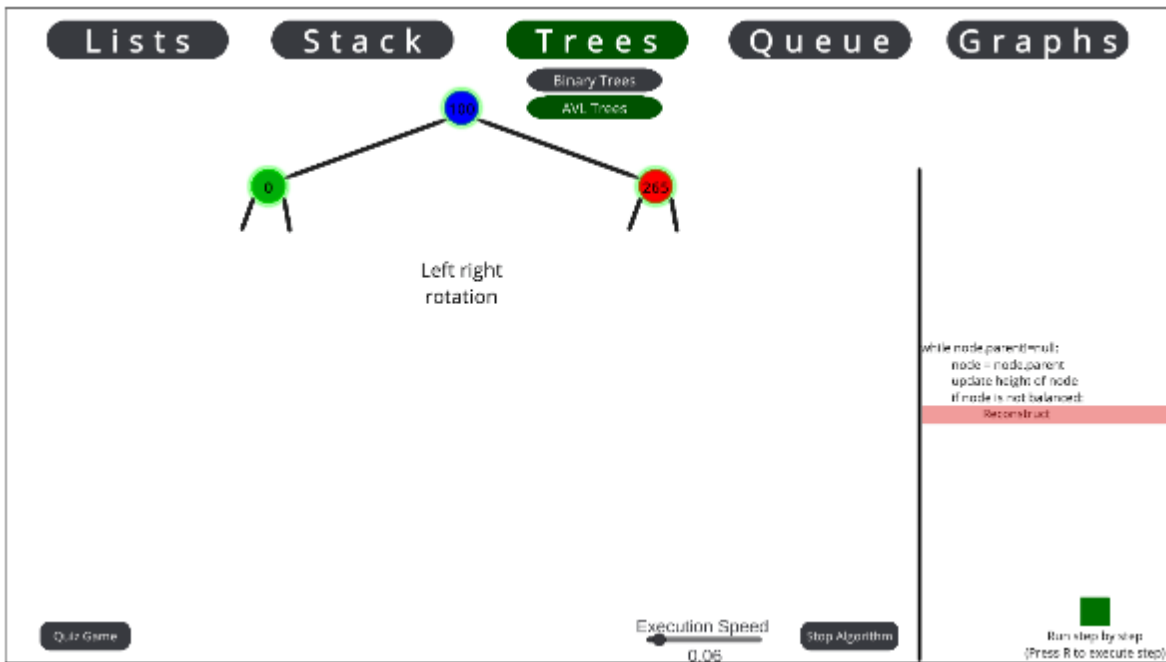 Lists Stack Trees Queue Graphs
Binary Trees
AVL Trees
100
0 265
Left right
rotation
while node.parent!=null:
node = node.parent
update height of node
if node is not balanced:
Reconstruct
Quiz Game
Execution Speed
0.06
Stop Algorithm
Run step by step
(Press R to execute step)